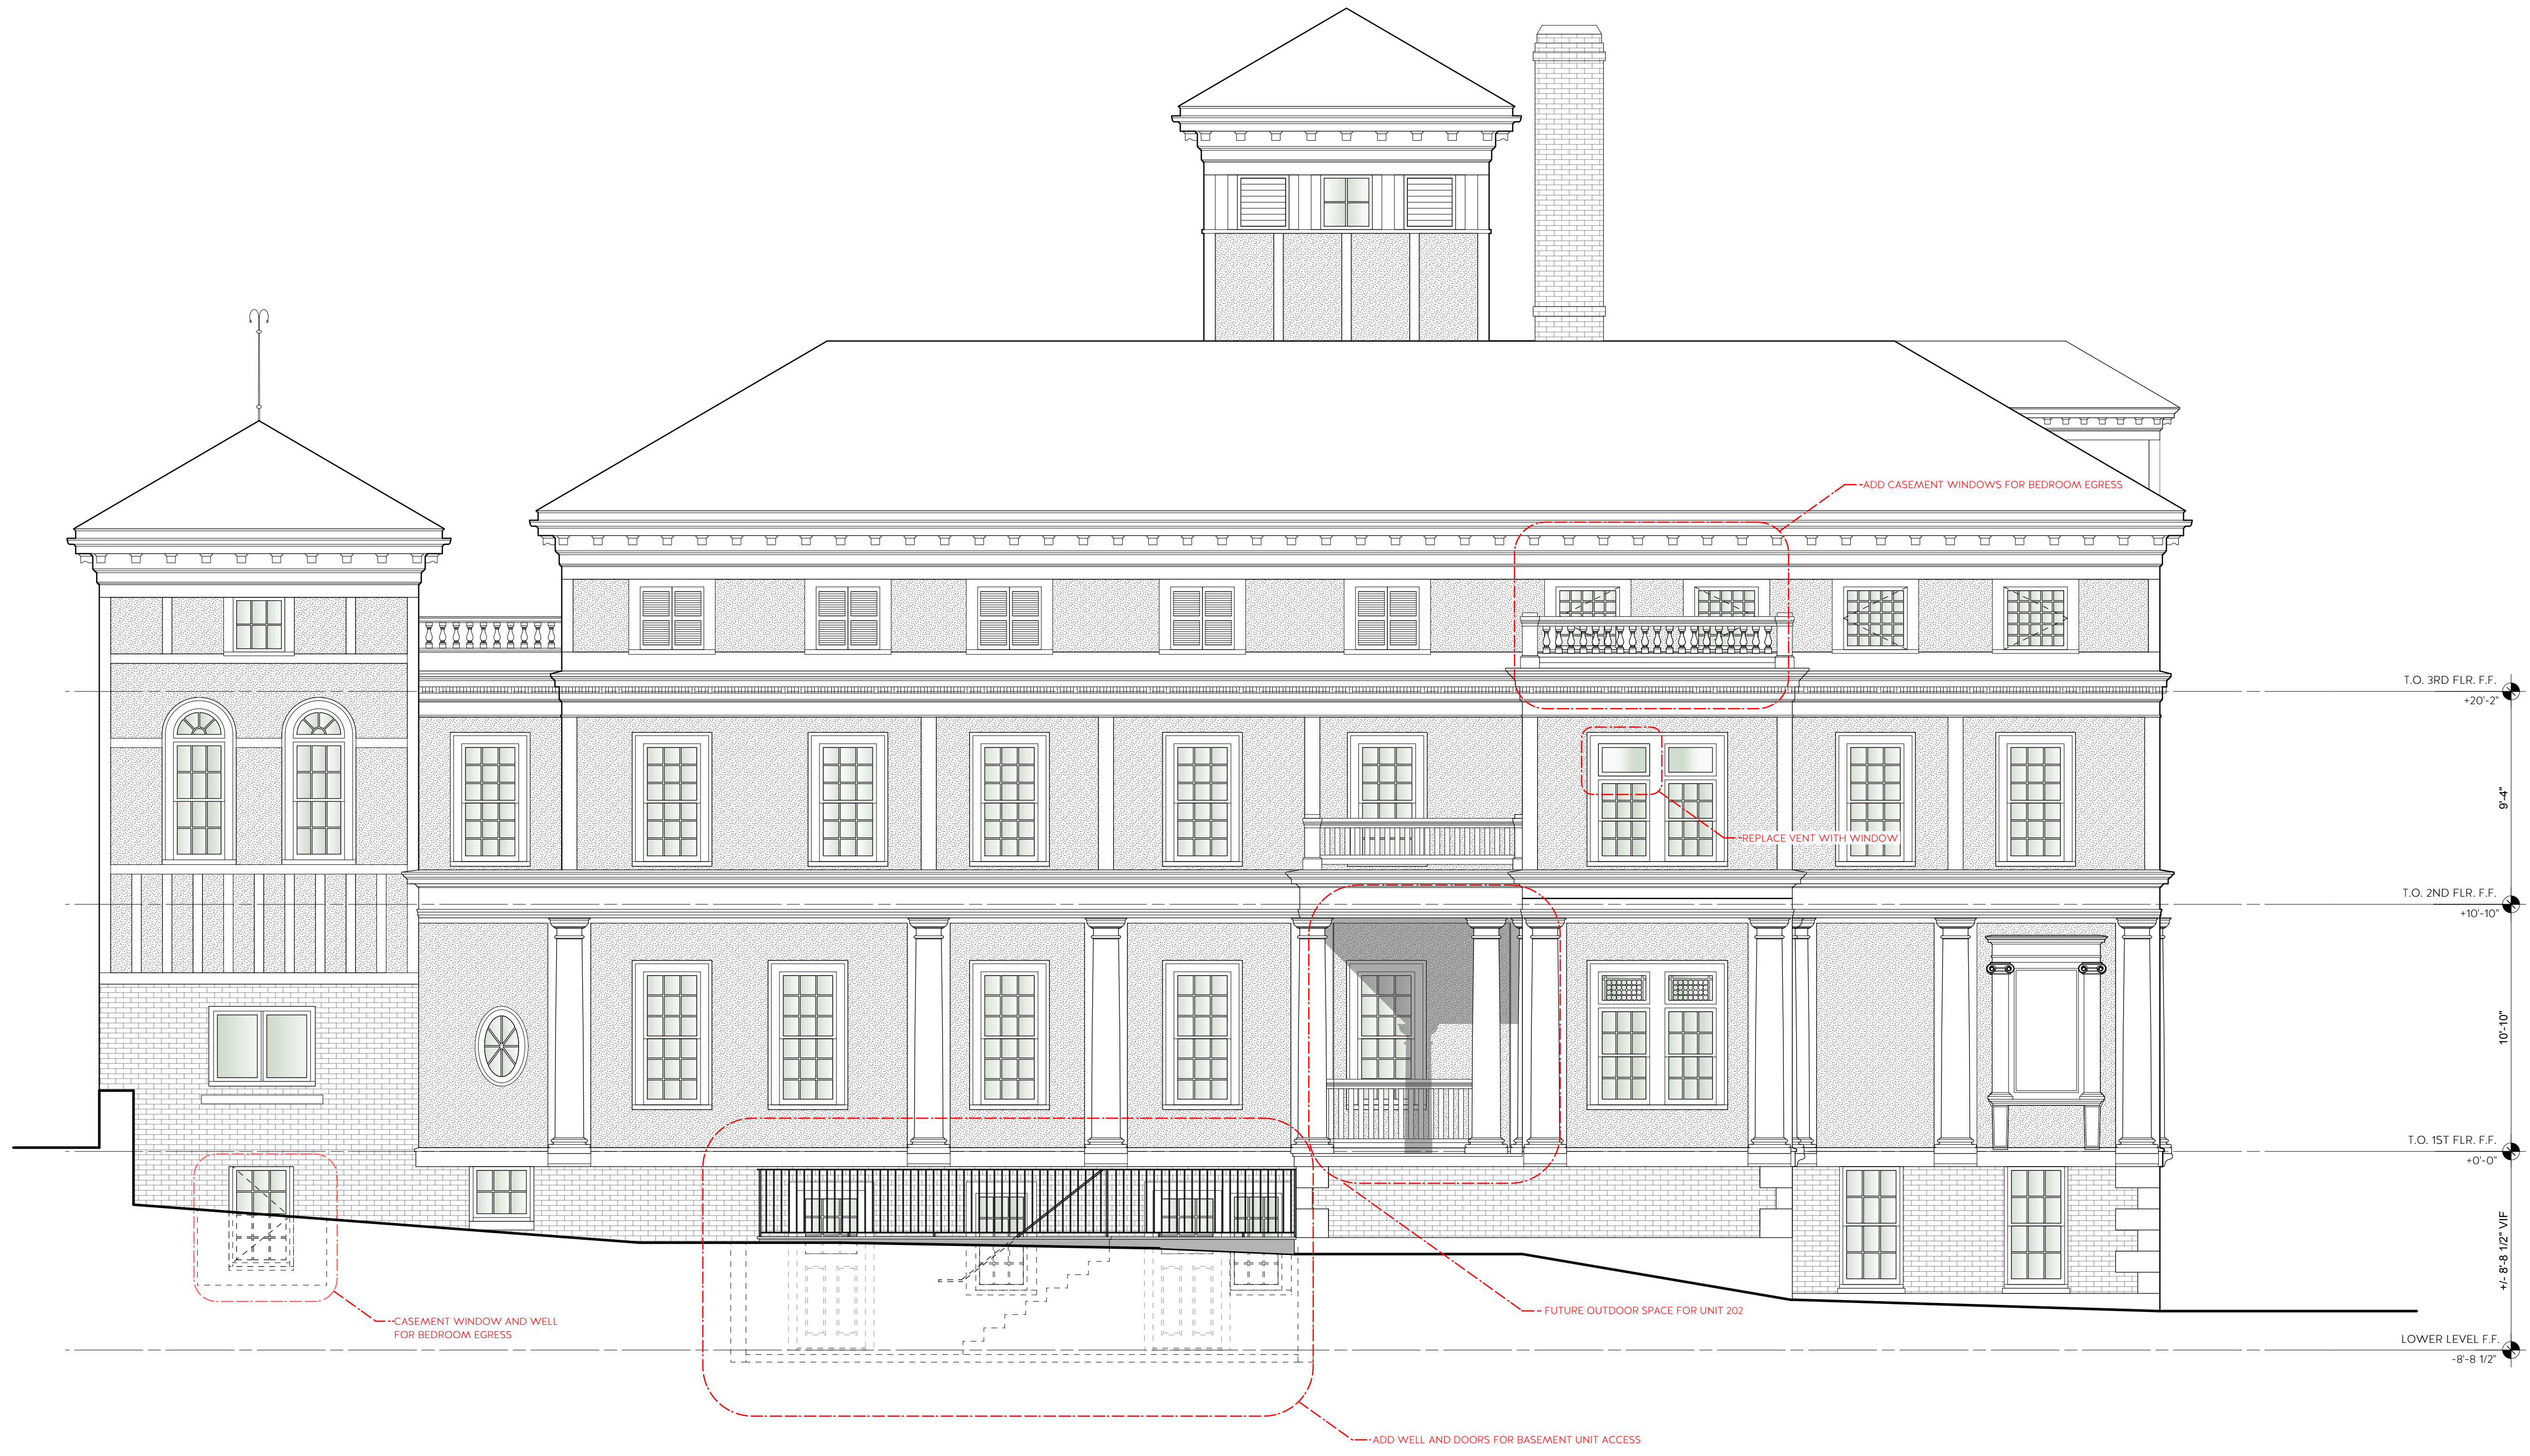 ADD CASEMENT WINDOWS FOR BEDROOM EGRESS
T.O. 3RD FLR. F.F.
+20'-2"
9'-4"
REPLACE VENT WITH WINDOW
T.O. 2ND FLR. F.F.
+10'-10"
10'-10"
T.O. 1ST FLR. F.F.
+0'-0"
+/- 8'-8 1/2" VIF
FUTURE OUTDOOR SPACE FOR UNIT 202
CASEMENT WINDOW AND WELL
FOR BEDROOM EGRESS
LOWER LEVEL F.F.
-8'-8 1/2"
ADD WELL AND DOORS FOR BASEMENT UNIT ACCESS